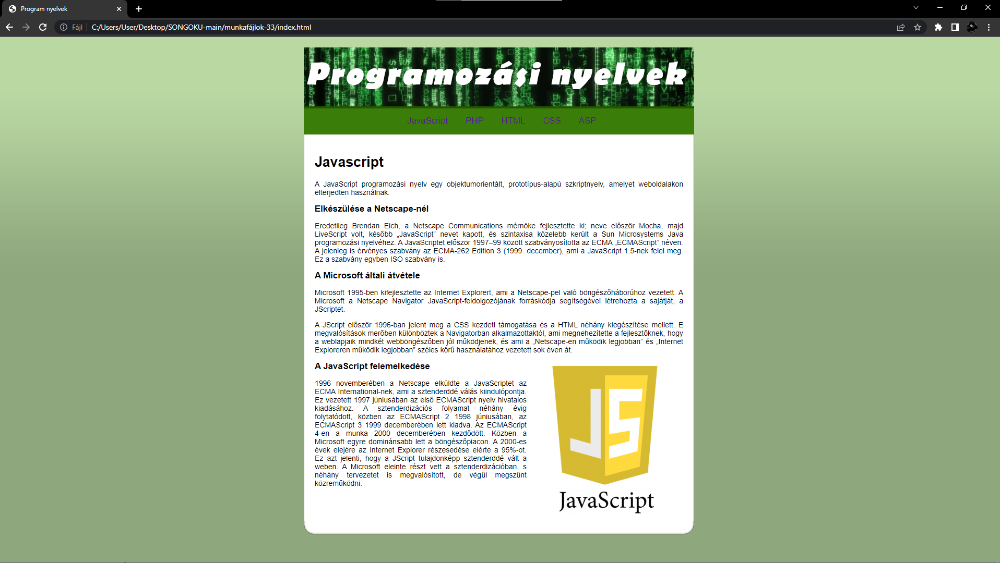 Program nyelvek
Fájl
C:/Users/User/Desktop/SONGOKU-main/munkafájlok-33/index.html
Programozási nyelvek
JavaScript PHP HTML CSS ASP
Javascript
A JavaScript programozási nyelv egy objektumorientált, prototípus-alapú szkriptnyelv, amelyet weboldalakon
elterjedten használnak.
Elkészülése a Netscape-nél
Eredetileg Brendan Eich, a Netscape Communications mérnöke fejlesztette ki; neve először Mocha, majd
LiveScript volt, később „JavaScript” nevet kapott, és szintaxisa közelebb került a Sun Microsystems Java
programozási nyelvéhez. A JavaScriptet először 1997–99 között szabványosította az ECMA „ECMAScript” néven.
A jelenleg is érvényes szabvány az ECMA-262 Edition 3 (1999. december), ami a JavaScript 1.5-nek felel meg.
Ez a szabvány egyben ISO szabvány is.
A Microsoft általi átvétele
Microsoft 1995-ben kifejlesztette az Internet Explorert, ami a Netscape-pel való böngészőháborúhoz vezetett. A
Microsoft a Netscape Navigator JavaScript-feldolgozójának forráskódja segítségével létrehozta a sajátját, a
JScriptet.
A JScript először 1996-ban jelent meg a CSS kezdeti támogatása és a HTML néhány kiegészítése mellett. E
megvalósítások merőben különböztek a Navigatorban alkalmazottaktól, ami megnehezítette a fejlesztőknek, hogy
a weblapjaik mindkét webböngészőben jól működjenek, és ami a „Netscape-en működik legjobban” és „Internet
Exploreren működik legjobban” széles körű használatához vezetett sok éven át.
A JavaScript felemelkedése
1996 novemberében a Netscape elküldte a JavaScriptet az
ECMA International-nek, ami a sztenderddé válás kiindulópontja.
Ez vezetett 1997 júniusában az első ECMAScript nyelv hivatalos
kiadásához. A sztenderdizációs folyamat néhány évig
folytatódott, közben az ECMAScript 2 1998 júniusában, az
ECMAScript 3 1999 decemberében lett kiadva. Az ECMAScript
4-en a munka 2000 decemberében kezdődött. Közben a
Microsoft egyre dominánsabb lett a böngészőpiacon. A 2000-es
évek elejére az Internet Explorer részesedése elérte a 95%-ot.
Ez azt jelenti, hogy a JScript tulajdonképp sztenderddé vált a
weben. A Microsoft eleinte részt vett a sztenderdizációban, s
néhány tervezetet is megvalósított, de végül megszűnt
közreműködni.
JS
JavaScript